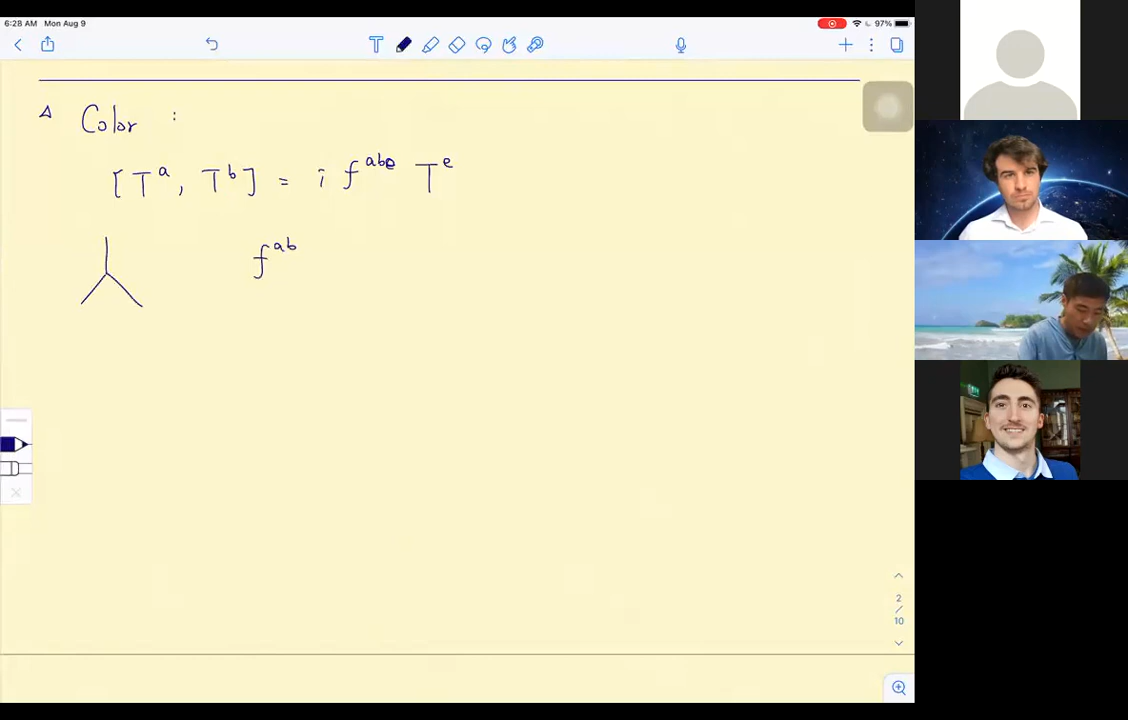 6:28 AM Mon Aug 9
97%
Δ Color :
[T^a, T^b] = i f^{abe} T^e
f^{ab}
2
/
10